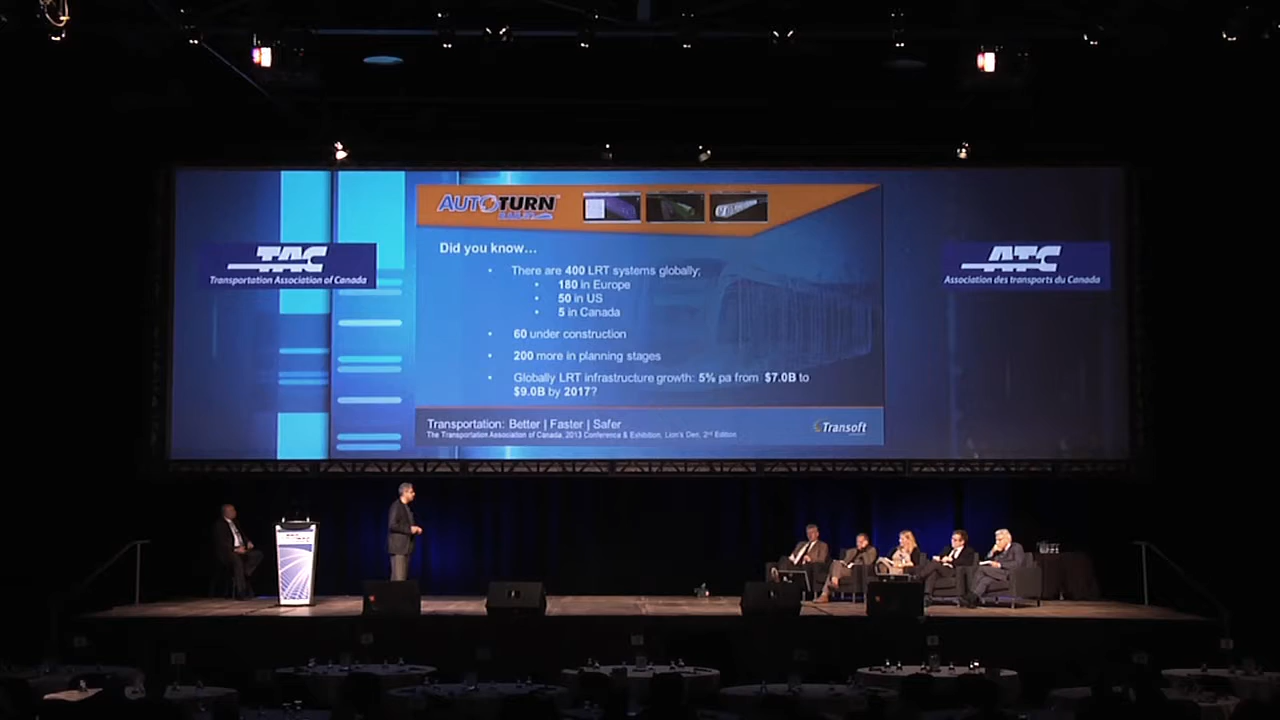 AUTOTURN
RAIL
Did you know...
• There are 400 LRT systems globally;
• 180 in Europe
• 50 in US
• 5 in Canada
• 60 under construction
• 200 more in planning stages
• Globally LRT infrastructure growth: 5% pa from $7.0B to
$9.0B by 2017?
Transportation: Better | Faster | Safer
The Transportation Association of Canada, 2013 Conference & Exhibition, Lion's Den, 2nd Edition
Transoft
TAC
Transportation Association of Canada
ATC
Association des transports du Canada